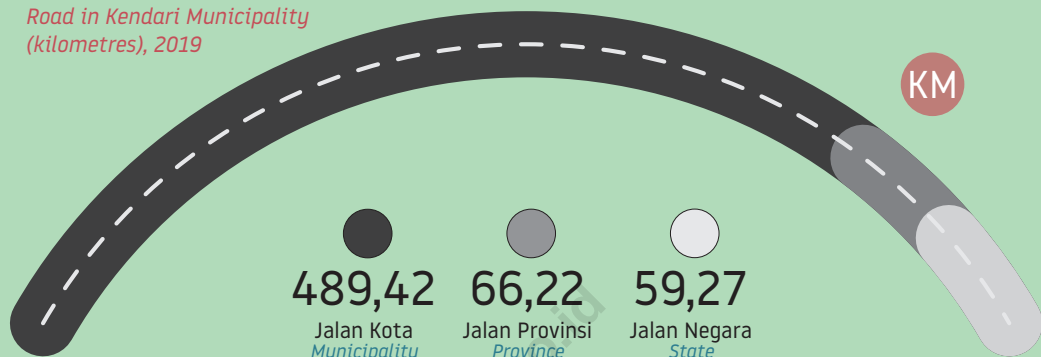 Road in Kendari Municipality
(kilometres), 2019
KM
489,42 66,22 59,27
Jalan Kota Jalan Provinsi Jalan Negara
Municipality Province State